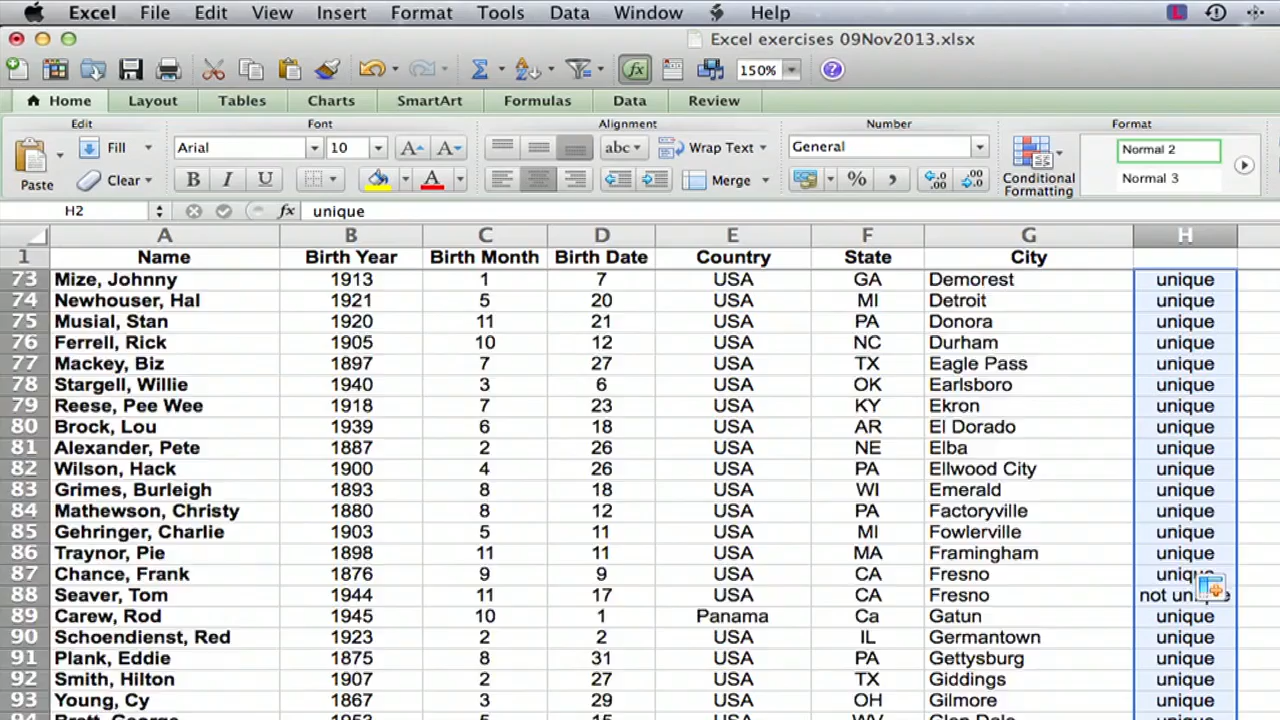 Excel File Edit View Insert Format Tools Data Window Help
Excel exercises 09Nov2013.xlsx
150%
Home Layout Tables Charts SmartArt Formulas Data Review
Edit Font Alignment Number Format
Paste Fill Arial 10 abc Wrap Text General Conditional Formatting Normal 2
Clear B I U A Merge % Normal 3
H2 fx unique
A B C D E F G H
1 Name Birth Year Birth Month Birth Date Country State City
73 Mize, Johnny 1913 1 7 USA GA Demorest unique
74 Newhouser, Hal 1921 5 20 USA MI Detroit unique
75 Musial, Stan 1920 11 21 USA PA Donora unique
76 Ferrell, Rick 1905 10 12 USA NC Durham unique
77 Mackey, Biz 1897 7 27 USA TX Eagle Pass unique
78 Stargell, Willie 1940 3 6 USA OK Earlsboro unique
79 Reese, Pee Wee 1918 7 23 USA KY Ekron unique
80 Brock, Lou 1939 6 18 USA AR El Dorado unique
81 Alexander, Pete 1887 2 26 USA NE Elba unique
82 Wilson, Hack 1900 4 26 USA PA Ellwood City unique
83 Grimes, Burleigh 1893 8 18 USA WI Emerald unique
84 Mathewson, Christy 1880 8 12 USA PA Factoryville unique
85 Gehringer, Charlie 1903 5 11 USA MI Fowlerville unique
86 Traynor, Pie 1898 11 11 USA MA Framingham unique
87 Chance, Frank 1876 9 9 USA CA Fresno unique
88 Seaver, Tom 1944 11 17 USA CA Fresno not unique
89 Carew, Rod 1945 10 1 Panama Ca Gatun unique
90 Schoendienst, Red 1923 2 2 USA IL Germantown unique
91 Plank, Eddie 1875 8 31 USA PA Gettysburg unique
92 Smith, Hilton 1907 2 27 USA TX Giddings unique
93 Young, Cy 1867 3 29 USA OH Gilmore unique
94 Brett, George 1953 5 15 USA WV Glen Dale unique